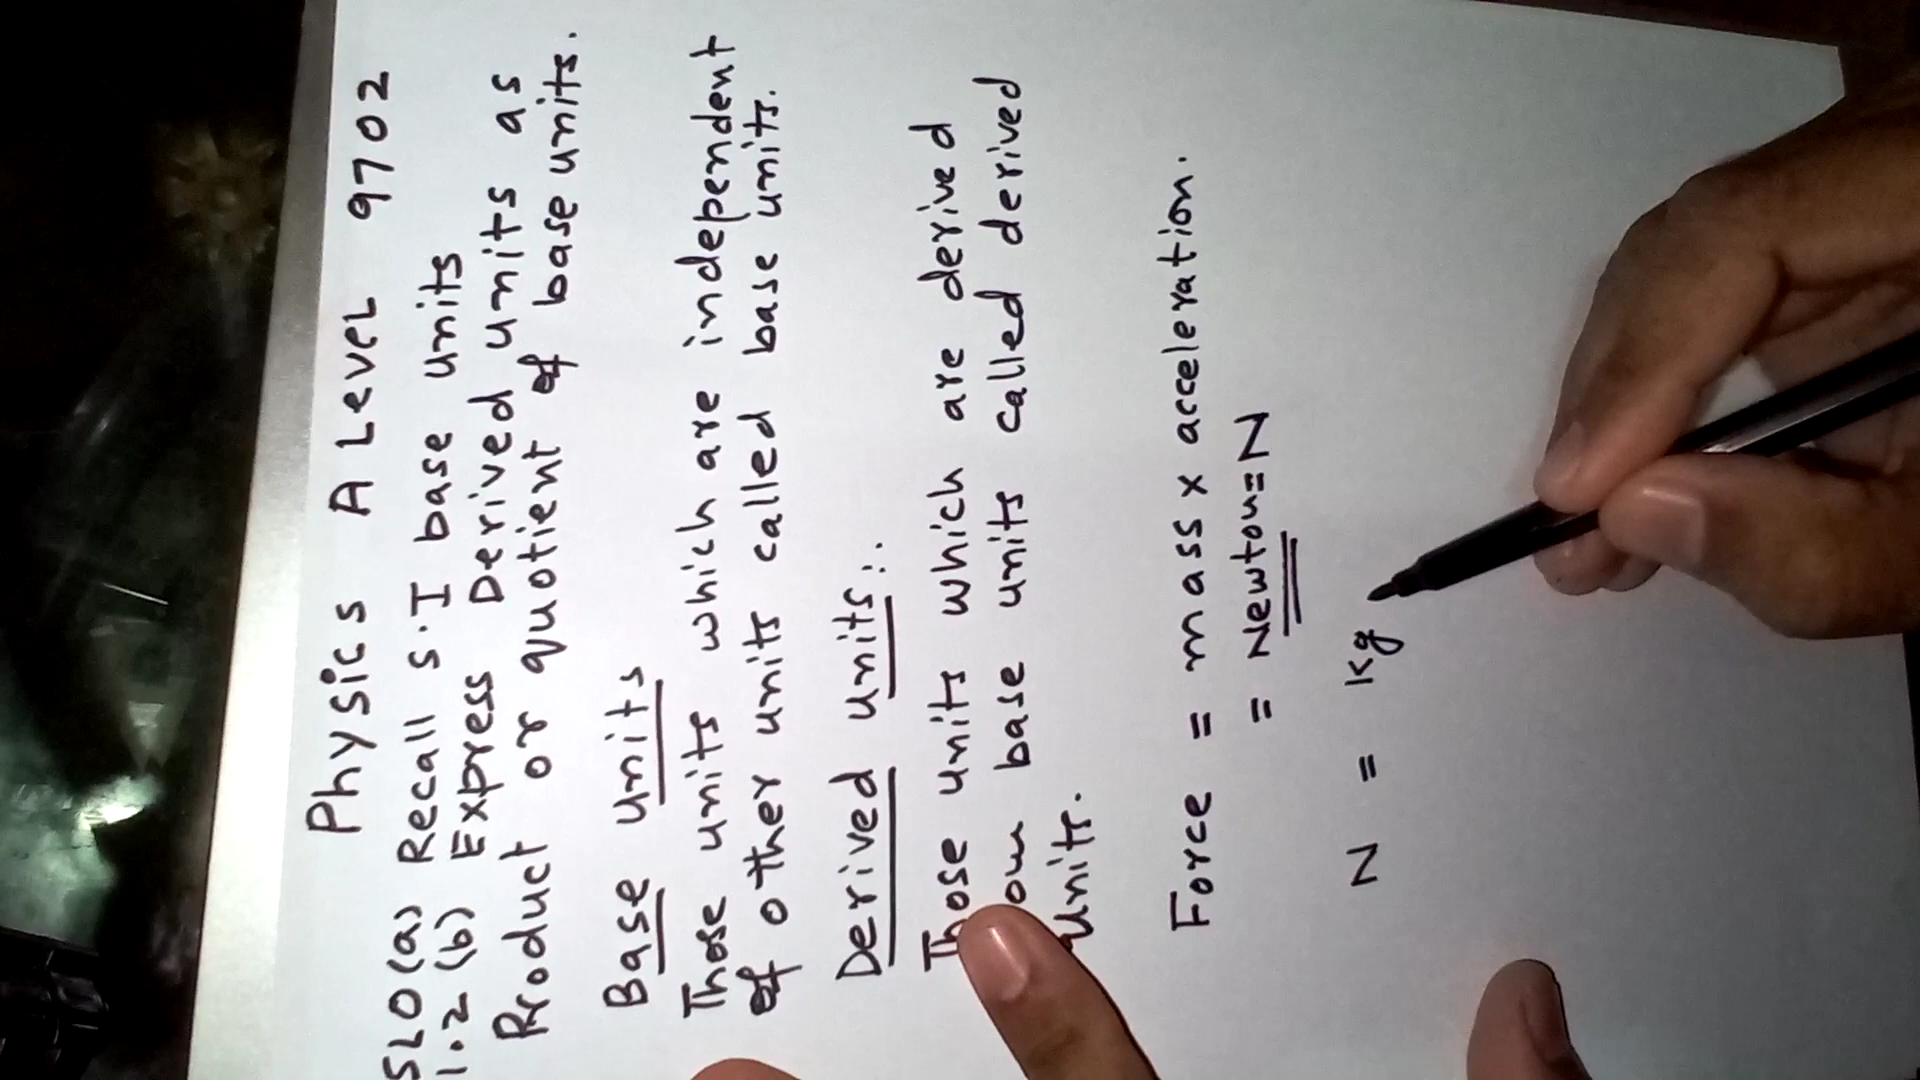 Physics A Level 9702
SLO (a) Recall S.I base units
1.2 (b) Express Derived units as
Product or quotient of base units.
Base units
Those units which are independent
of other units called base units.
Derived units:.
Those units which are derived
base units called derived
units.
Force = mass x acceleration.
= Newton = N
N = kg